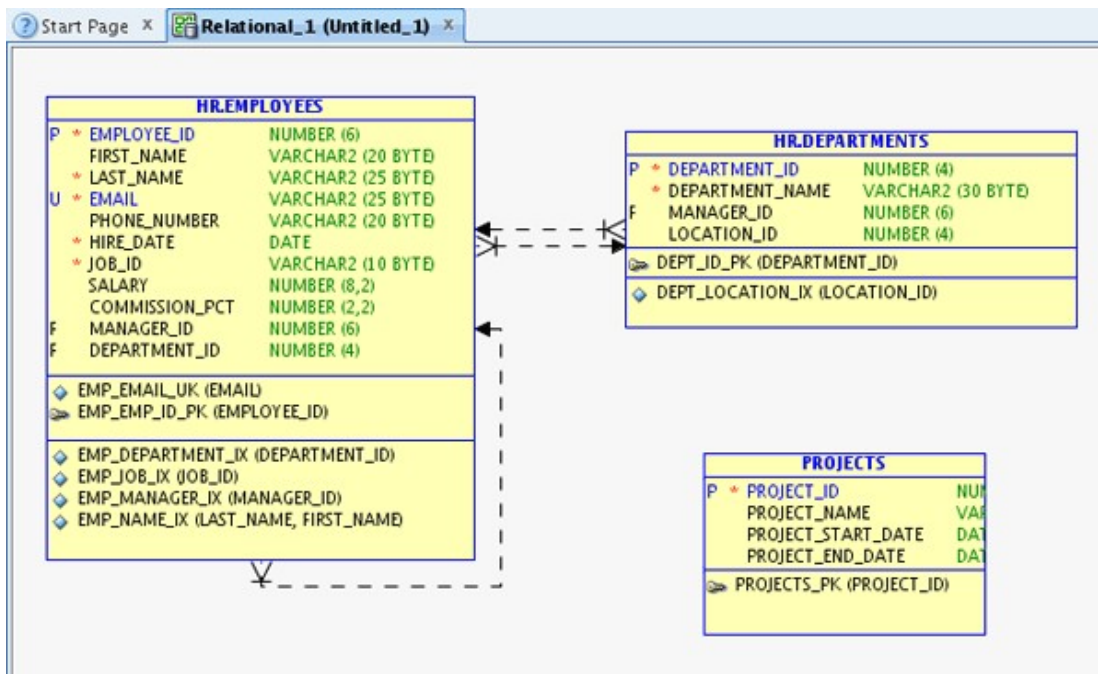 Start Page x Relational_1 (Untitled_1) x
HR.EMPLOYEES
P * EMPLOYEE_ID NUMBER (6)
FIRST_NAME VARCHAR2 (20 BYTE)
* LAST_NAME VARCHAR2 (25 BYTE)
U * EMAIL VARCHAR2 (25 BYTE)
PHONE_NUMBER VARCHAR2 (20 BYTE)
* HIRE_DATE DATE
* JOB_ID VARCHAR2 (10 BYTE)
SALARY NUMBER (8,2)
COMMISSION_PCT NUMBER (2,2)
F MANAGER_ID NUMBER (6)
F DEPARTMENT_ID NUMBER (4)
EMP_EMAIL_UK (EMAIL)
EMP_EMP_ID_PK (EMPLOYEE_ID)
EMP_DEPARTMENT_IX (DEPARTMENT_ID)
EMP_JOB_IX (JOB_ID)
EMP_MANAGER_IX (MANAGER_ID)
EMP_NAME_IX (LAST_NAME, FIRST_NAME)
HR.DEPARTMENTS
P * DEPARTMENT_ID NUMBER (4)
* DEPARTMENT_NAME VARCHAR2 (30 BYTE)
F MANAGER_ID NUMBER (6)
LOCATION_ID NUMBER (4)
DEPT_ID_PK (DEPARTMENT_ID)
DEPT_LOCATION_IX (LOCATION_ID)
PROJECTS
P * PROJECT_ID NUM
PROJECT_NAME VAR
PROJECT_START_DATE DAT
PROJECT_END_DATE DAT
PROJECTS_PK (PROJECT_ID)